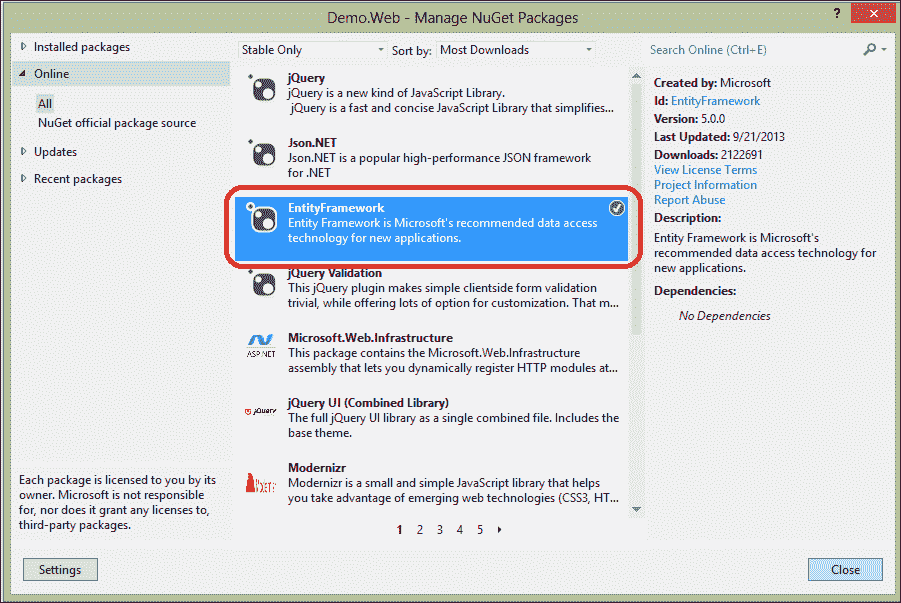 Demo.Web - Manage NuGet Packages
?
Installed packages
Online
All
NuGet official package source
Updates
Recent packages
Each package is licensed to you by its
owner. Microsoft is not responsible
for, nor does it grant any licenses to,
third-party packages.
Settings
Stable Only
Sort by: Most Downloads
jQuery
jQuery is a new kind of JavaScript Library.
jQuery is a fast and concise JavaScript Library that simplifies...
Json.NET
Json.NET is a popular high-performance JSON framework
for .NET
EntityFramework
Entity Framework is Microsoft's recommended data access
technology for new applications.
jQuery Validation
This jQuery plugin makes simple clientside form validation
trivial, while offering lots of option for customization. That m...
ASP.NET
Microsoft.Web.Infrastructure
This package contains the Microsoft.Web.Infrastructure
assembly that lets you dynamically register HTTP modules at...
jQuery
jQuery UI (Combined Library)
The full jQuery UI library as a single combined file. Includes the
base theme.
Modernizr
Modernizr is a small and simple JavaScript library that helps
you take advantage of emerging web technologies (CSS3, HT...
1 2 3 4 5
Search Online (Ctrl+E)
Created by: Microsoft
Id: EntityFramework
Version: 5.0.0
Last Updated: 9/21/2013
Downloads: 2122691
View License Terms
Project Information
Report Abuse
Description:
Entity Framework is Microsoft's
recommended data access technology for
new applications.
Dependencies:
No Dependencies
Close